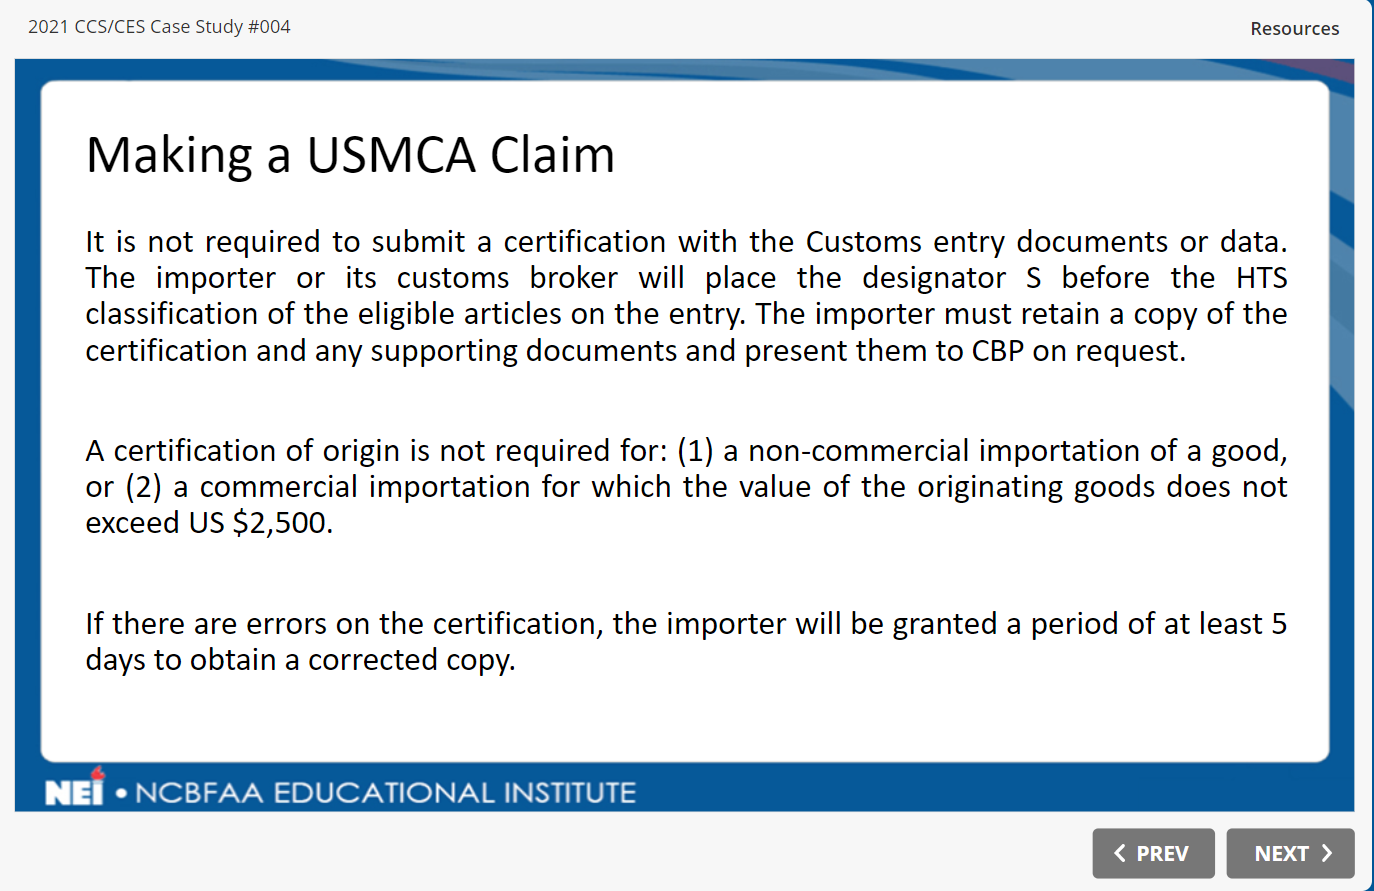 2021 CCS/CES Case Study #004
Resources
Making a USMCA Claim
It is not required to submit a certification with the Customs entry documents or data.
The importer or its customs broker will place the designator S before the HTS
classification of the eligible articles on the entry. The importer must retain a copy of the
certification and any supporting documents and present them to CBP on request.
A certification of origin is not required for: (1) a non-commercial importation of a good,
or (2) a commercial importation for which the value of the originating goods does not
exceed US $2,500.
If there are errors on the certification, the importer will be granted a period of at least 5
days to obtain a corrected copy.
NEI • NCBFAA EDUCATIONAL INSTITUTE
PREV
NEXT